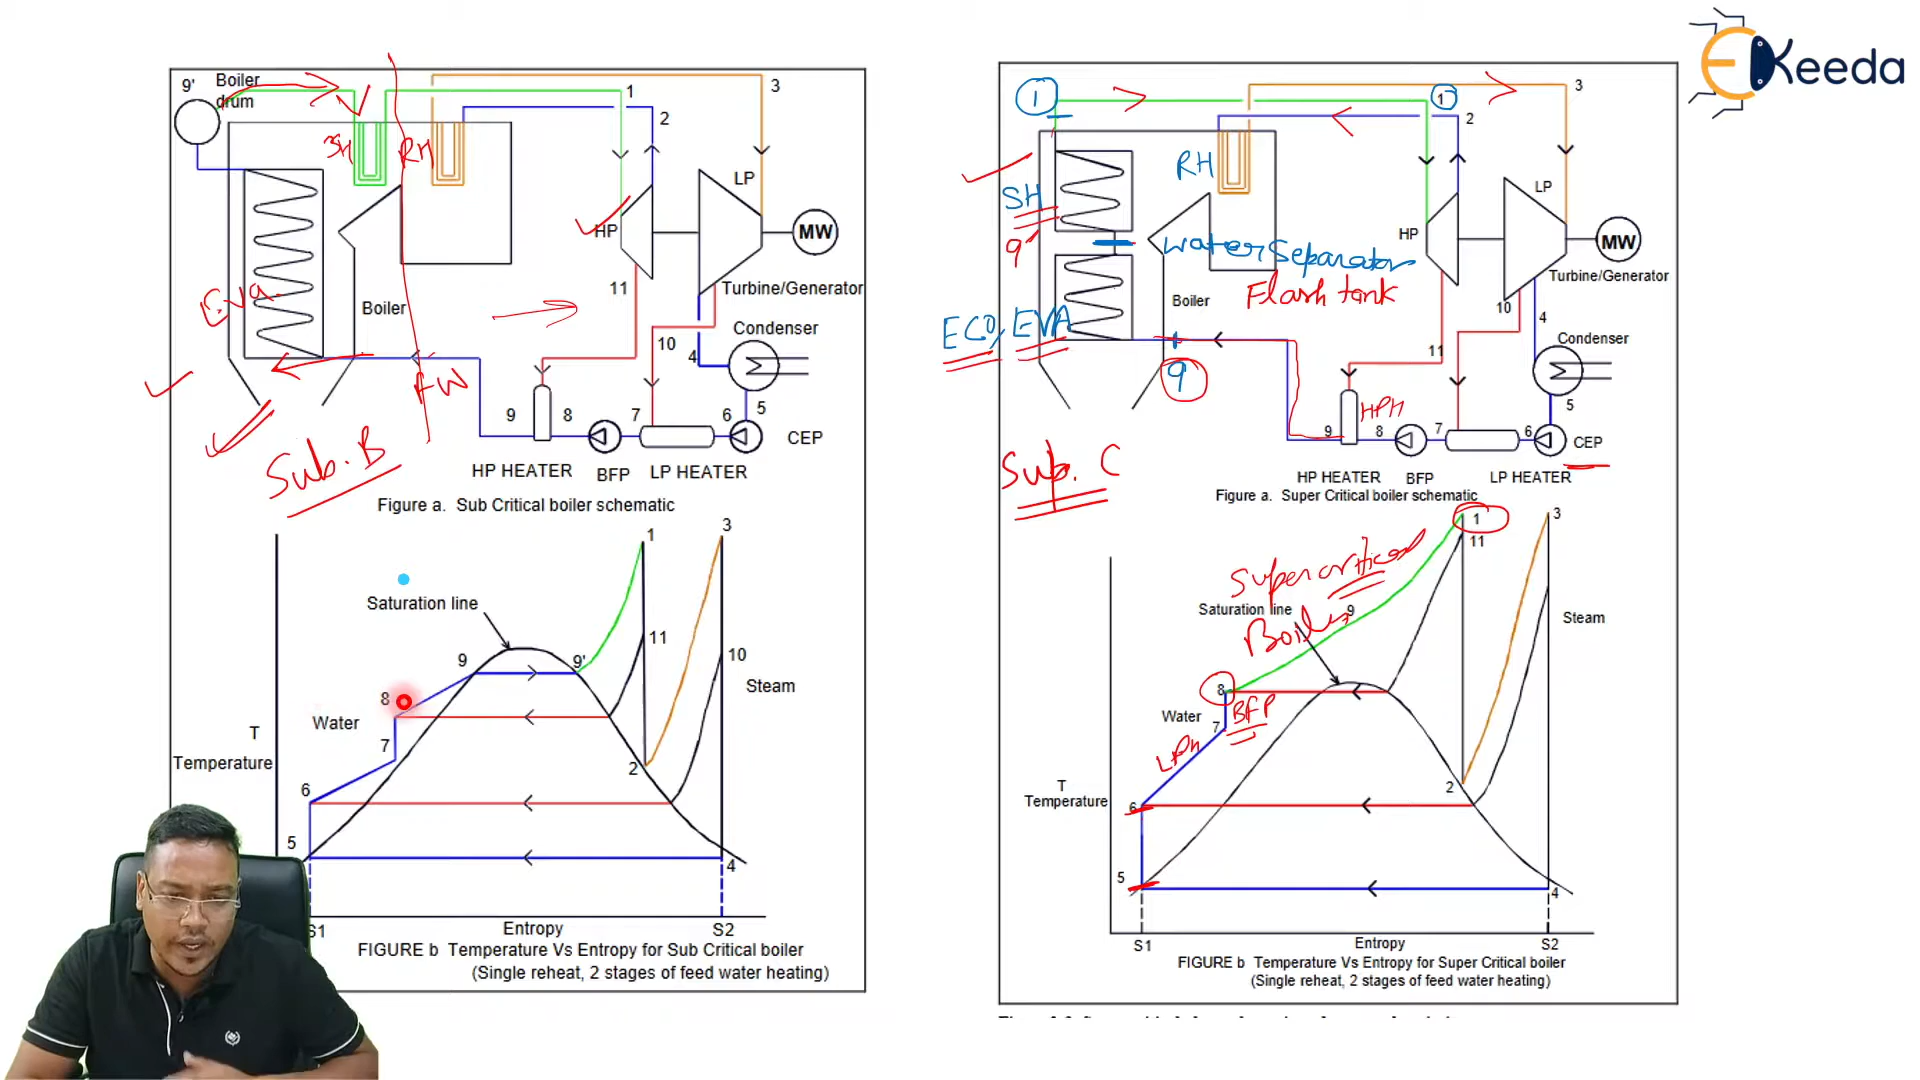 EKeeda
9'
Boiler
drum
SH
RH
1
2
3
LP
HP
MW
11
Turbine/Generator
Eva.
Boiler
10
Condenser
4
FW
9
8
7
6
5
CEP
HP HEATER
BFP
LP HEATER
Sub. B
Figure a. Sub Critical boiler schematic
1
3
Saturation line
11
9
9'
10
8
Steam
Water
T
7
Temperature
2
6
5
4
S1
Entropy
S2
FIGURE b Temperature Vs Entropy for Sub Critical boiler
(Single reheat, 2 stages of feed water heating)
1
1
3
2
RH
LP
SH
HP
MW
9'
water separator
Turbine/Generator
Flash tank
Boiler
10
ECO, EVA
4
Condenser
11
9
HPH
5
9
8
7
6
CEP
Sup. C
HP HEATER
BFP
LP HEATER
Figure a. Super Critical boiler schematic
1
3
11
Supercritical
Saturation line
9
Boiler
Steam
8
BFP
Water
7
LPH
T
2
Temperature
6
5
4
S1
Entropy
S2
FIGURE b Temperature Vs Entropy for Super Critical boiler
(Single reheat, 2 stages of feed water heating)